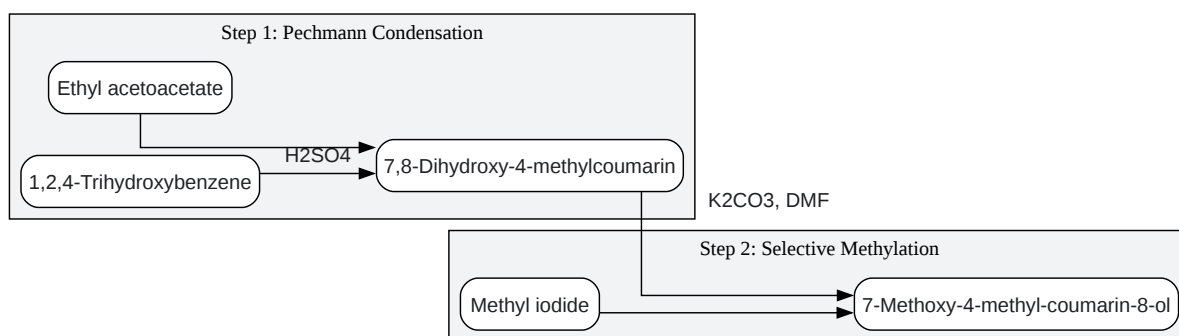 Step 1: Pechmann Condensation
Ethyl acetoacetate
H2SO4
1,2,4-Trihydroxybenzene
7,8-Dihydroxy-4-methylcoumarin
K2CO3, DMF
Step 2: Selective Methylation
Methyl iodide
7-Methoxy-4-methyl-coumarin-8-ol